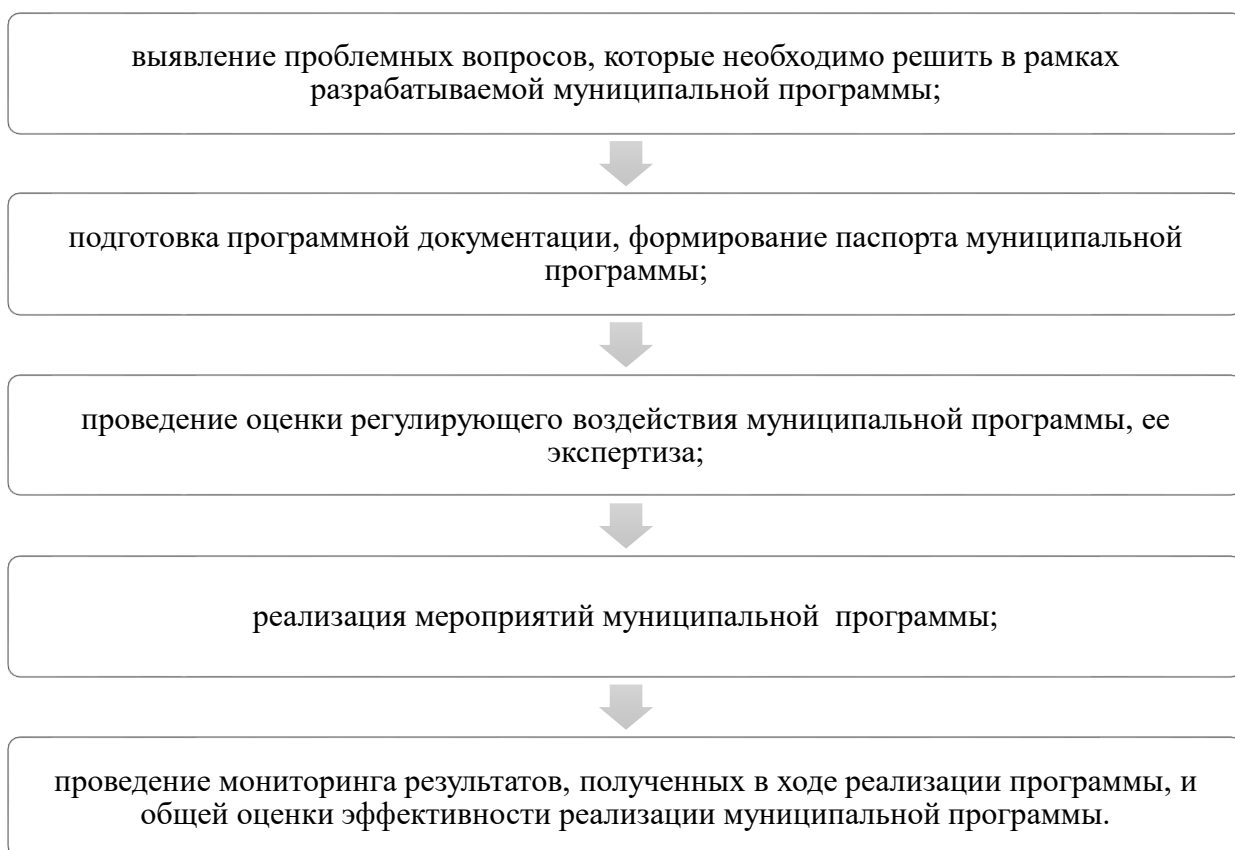 выявление проблемных вопросов, которые необходимо решить в рамках
разрабатываемой муниципальной программы;
подготовка программной документации, формирование паспорта муниципальной
программы;
проведение оценки регулирующего воздействия муниципальной программы, ее
экспертиза;
реализация мероприятий муниципальной  программы;
проведение мониторинга результатов, полученных в ходе реализации программы, и
общей оценки эффективности реализации муниципальной программы.